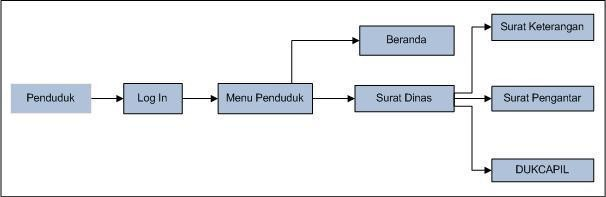 Penduduk
Log In
Menu Penduduk
Beranda
Surat Dinas
Surat Keterangan
Surat Pengantar
DUKCAPIL